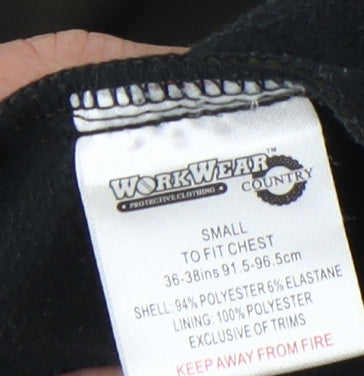 WORKWEAR™
COUNTRY
PROTECTIVE CLOTHING
SMALL
TO FIT CHEST
36-38ins 91.5-96.5cm
SHELL: 94% POLYESTER 6% ELASTANE
LINING: 100% POLYESTER
EXCLUSIVE OF TRIMS
KEEP AWAY FROM FIRE